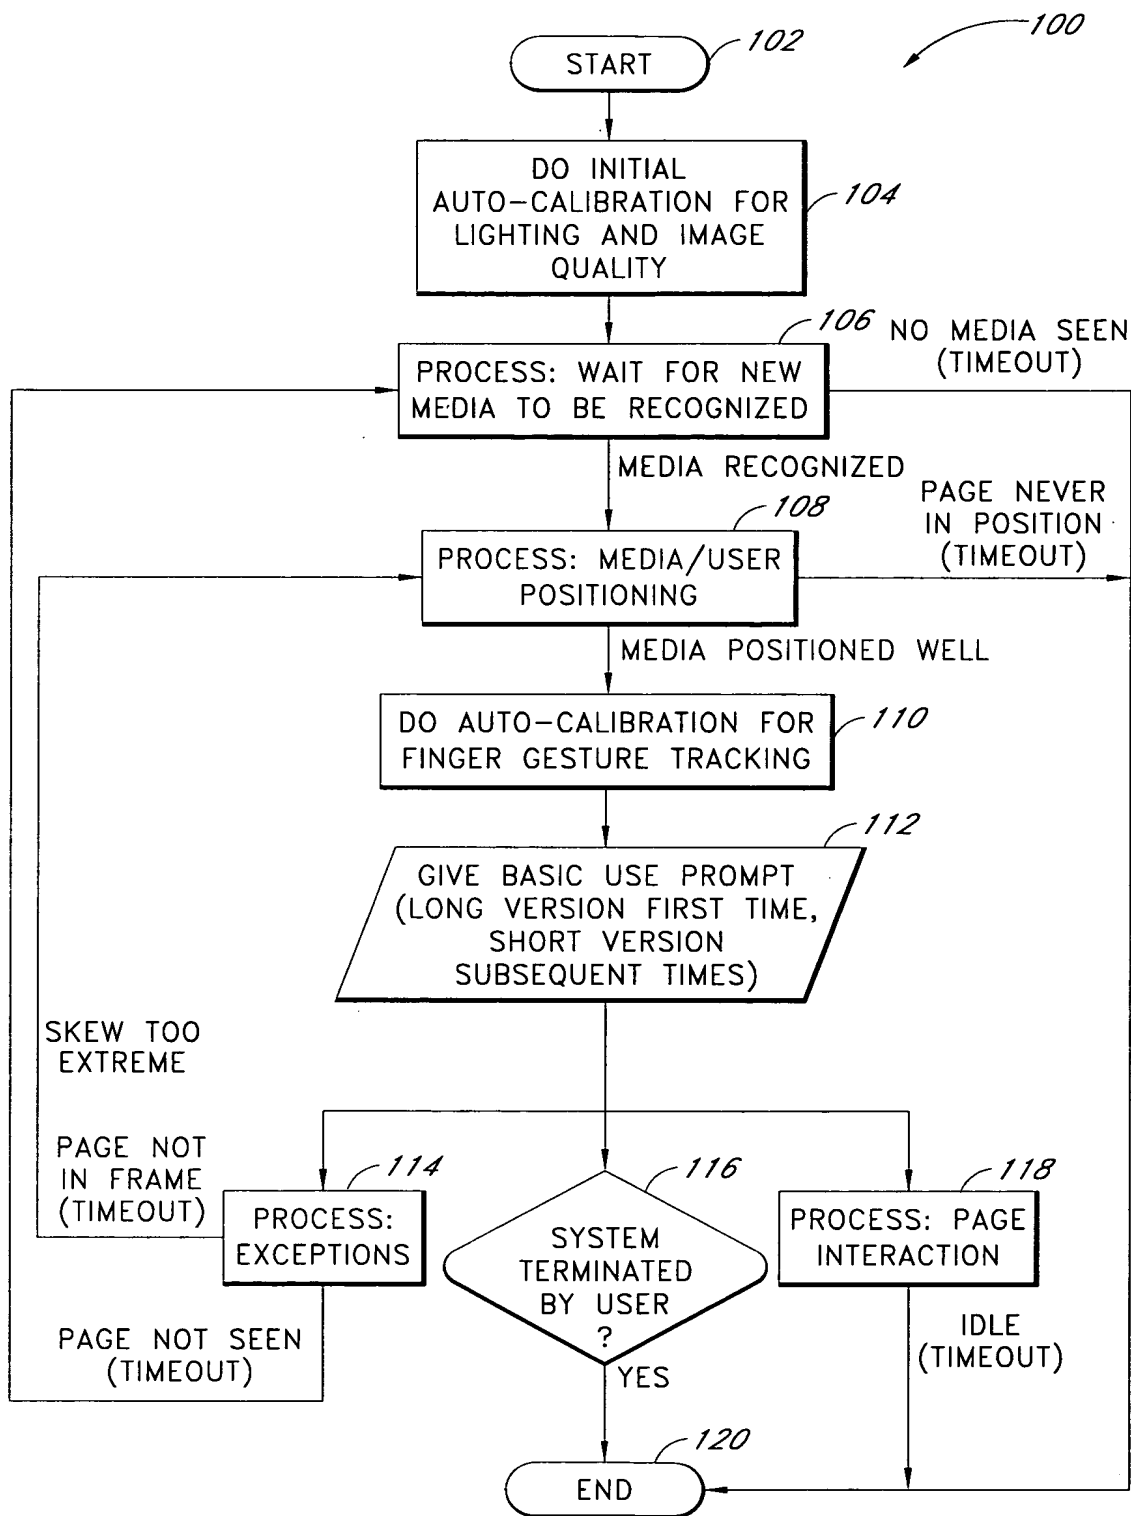 100
102
START
DO INITIAL
AUTO-CALIBRATION FOR
LIGHTING AND IMAGE
QUALITY
104
106
NO MEDIA SEEN
(TIMEOUT)
PROCESS: WAIT FOR NEW
MEDIA TO BE RECOGNIZED
MEDIA RECOGNIZED
108
PAGE NEVER
IN POSITION
(TIMEOUT)
PROCESS: MEDIA/USER
POSITIONING
MEDIA POSITIONED WELL
110
DO AUTO-CALIBRATION FOR
FINGER GESTURE TRACKING
112
GIVE BASIC USE PROMPT
(LONG VERSION FIRST TIME,
SHORT VERSION
SUBSEQUENT TIMES)
SKEW TOO
EXTREME
PAGE NOT
IN FRAME
(TIMEOUT)
114
PROCESS:
EXCEPTIONS
116
SYSTEM
TERMINATED
BY USER
?
118
PROCESS: PAGE
INTERACTION
PAGE NOT SEEN
(TIMEOUT)
YES
IDLE
(TIMEOUT)
120
END